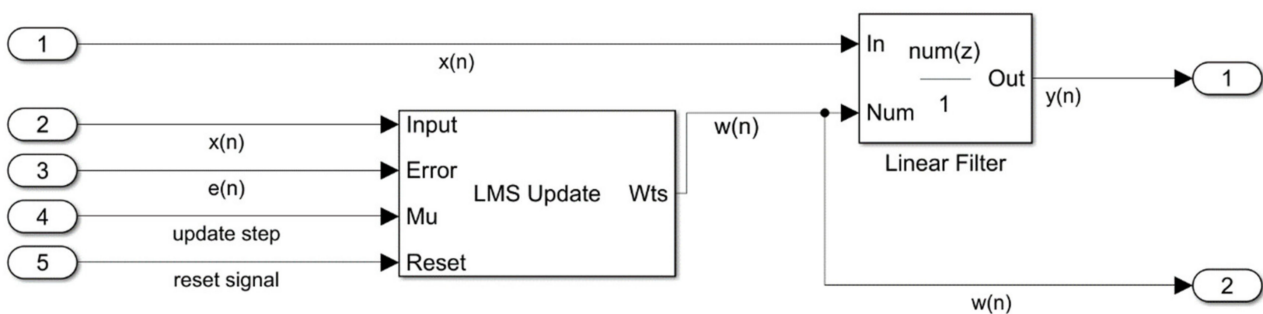 1
x(n)
In
num(z)
1
Out
Num
Linear Filter
y(n)
1
2
x(n)
Input
3
e(n)
Error
4
update step
Mu
5
reset signal
Reset
LMS Update
Wts
w(n)
w(n)
2